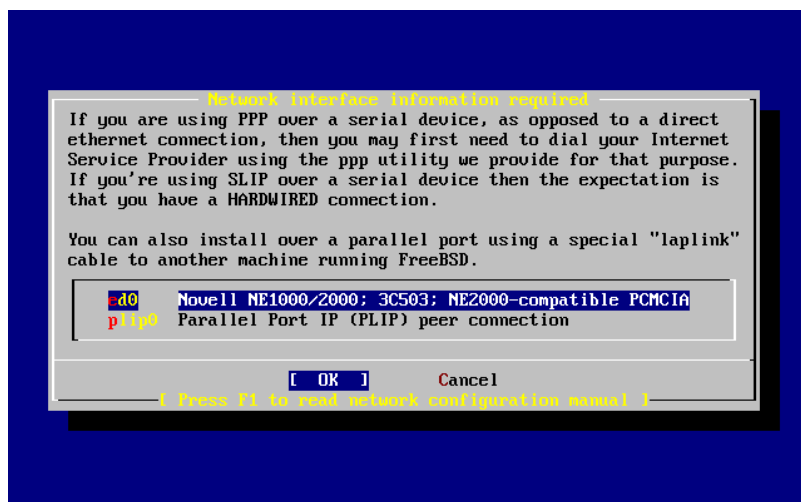 Network interface information required
If you are using PPP over a serial device, as opposed to a direct
ethernet connection, then you may first need to dial your Internet
Service Provider using the ppp utility we provide for that purpose.
If you're using SLIP over a serial device then the expectation is
that you have a HARDWIRED connection.
You can also install over a parallel port using a special "laplink"
cable to another machine running FreeBSD.
ed0 Novell NE1000/2000; 3C503; NE2000-compatible PCMCIA
plip0 Parallel Port IP (PLIP) peer connection
[ OK ] Cancel
[ Press F1 to read network configuration manual ]